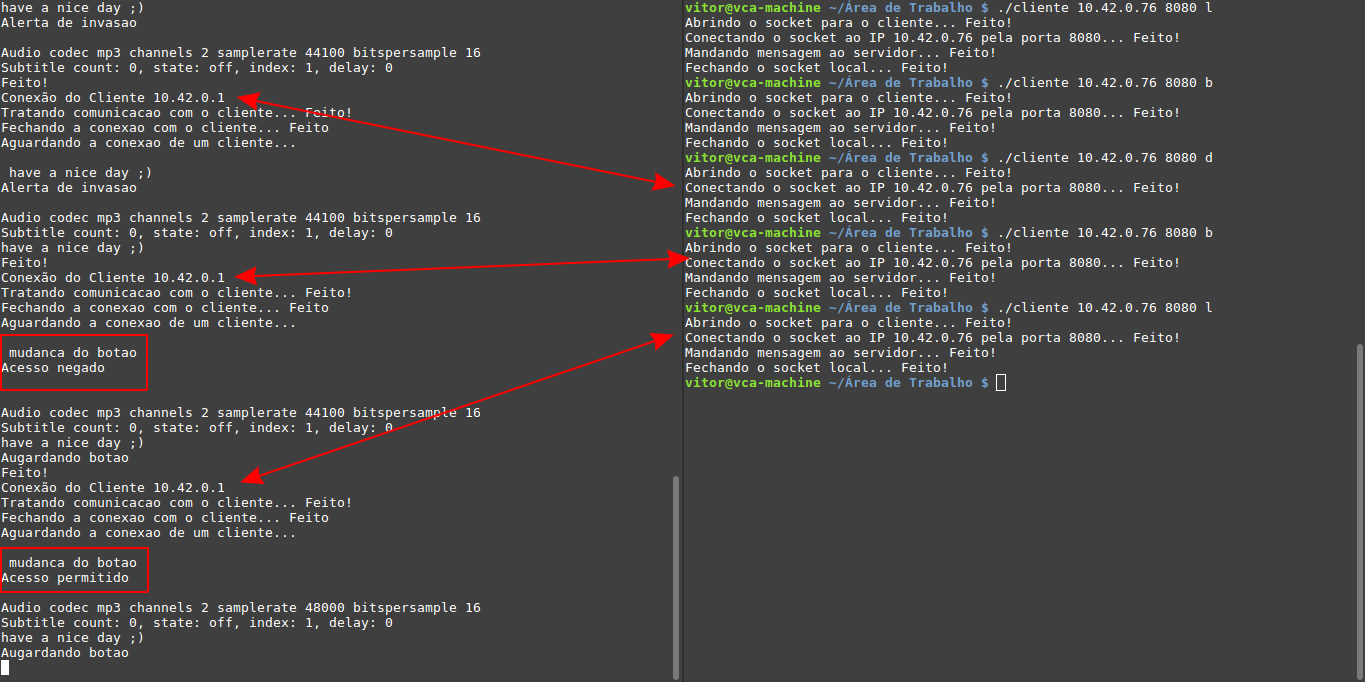 have a nice day ;)
Alerta de invasao
Audio codec mp3 channels 2 samplerate 44100 bitspersample 16
Subtitle count: 0, state: off, index: 1, delay: 0
Feito!
Conexão do Cliente 10.42.0.1
Tratando comunicacao com o cliente... Feito!
Fechando a conexao com o cliente... Feito
Aguardando a conexao de um cliente...
have a nice day ;)
Alerta de invasao
Audio codec mp3 channels 2 samplerate 44100 bitspersample 16
Subtitle count: 0, state: off, index: 1, delay: 0
have a nice day ;)
Feito!
Conexão do Cliente 10.42.0.1
Tratando comunicacao com o cliente... Feito!
Fechando a conexao com o cliente... Feito
Aguardando a conexao de um cliente...
mudanca do botao
Acesso negado
Audio codec mp3 channels 2 samplerate 44100 bitspersample 16
Subtitle count: 0, state: off, index: 1, delay: 0
have a nice day ;)
Augardando botao
Feito!
Conexão do Cliente 10.42.0.1
Tratando comunicacao com o cliente... Feito!
Fechando a conexao com o cliente... Feito
Aguardando a conexao de um cliente...
mudanca do botao
Acesso permitido
Audio codec mp3 channels 2 samplerate 48000 bitspersample 16
Subtitle count: 0, state: off, index: 1, delay: 0
have a nice day ;)
Augardando botao
vitor@vca-machine ~/Área de Trabalho $ ./cliente 10.42.0.76 8080 l
Abrindo o socket para o cliente... Feito!
Conectando o socket ao IP 10.42.0.76 pela porta 8080... Feito!
Mandando mensagem ao servidor... Feito!
Fechando o socket local... Feito!
vitor@vca-machine ~/Área de Trabalho $ ./cliente 10.42.0.76 8080 b
Abrindo o socket para o cliente... Feito!
Conectando o socket ao IP 10.42.0.76 pela porta 8080... Feito!
Mandando mensagem ao servidor... Feito!
Fechando o socket local... Feito!
vitor@vca-machine ~/Área de Trabalho $ ./cliente 10.42.0.76 8080 d
Abrindo o socket para o cliente... Feito!
Conectando o socket ao IP 10.42.0.76 pela porta 8080... Feito!
Mandando mensagem ao servidor... Feito!
Fechando o socket local... Feito!
vitor@vca-machine ~/Área de Trabalho $ ./cliente 10.42.0.76 8080 b
Abrindo o socket para o cliente... Feito!
Conectando o socket ao IP 10.42.0.76 pela porta 8080... Feito!
Mandando mensagem ao servidor... Feito!
Fechando o socket local... Feito!
vitor@vca-machine ~/Área de Trabalho $ ./cliente 10.42.0.76 8080 l
Abrindo o socket para o cliente... Feito!
Conectando o socket ao IP 10.42.0.76 pela porta 8080... Feito!
Mandando mensagem ao servidor... Feito!
Fechando o socket local... Feito!
vitor@vca-machine ~/Área de Trabalho $